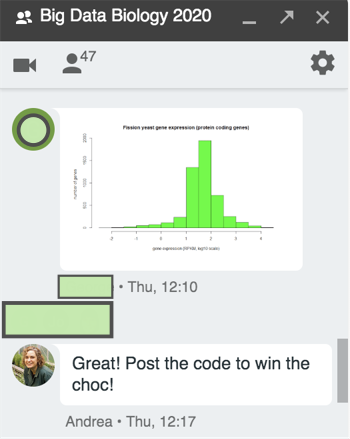 Big Data Biology 2020
47
Fission yeast gene expression (protein coding genes)
number of genes
gene expression (RPKM, log10 scale)
• Thu, 12:10
Great! Post the code to win the
choc!
Andrea • Thu, 12:17